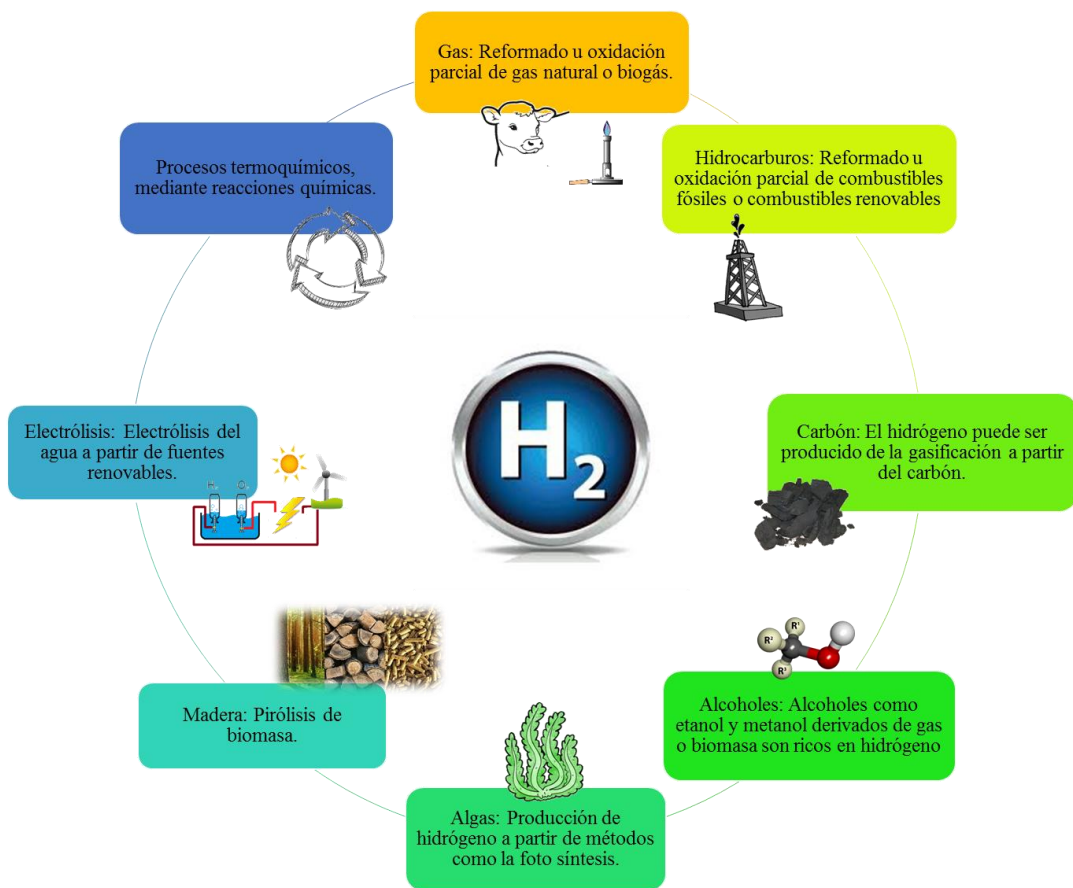 Gas: Reformado u oxidación
parcial de gas natural o biogás.
Hidrocarburos: Reformado u
oxidación parcial de combustibles
fósiles o combustibles renovables
Carbón: El hidrógeno puede ser
producido de la gasificación a partir
del carbón.
R¹
R²
R³
Alcoholes: Alcoholes como
etanol y metanol derivados de gas
o biomasa son ricos en hidrógeno
Algas: Producción de
hidrógeno a partir de métodos
como la foto síntesis.
Madera: Pirólisis de
biomasa.
Electrólisis: Electrólisis del
agua a partir de fuentes
renovables.
Procesos termoquímicos,
mediante reacciones químicas.
H₂